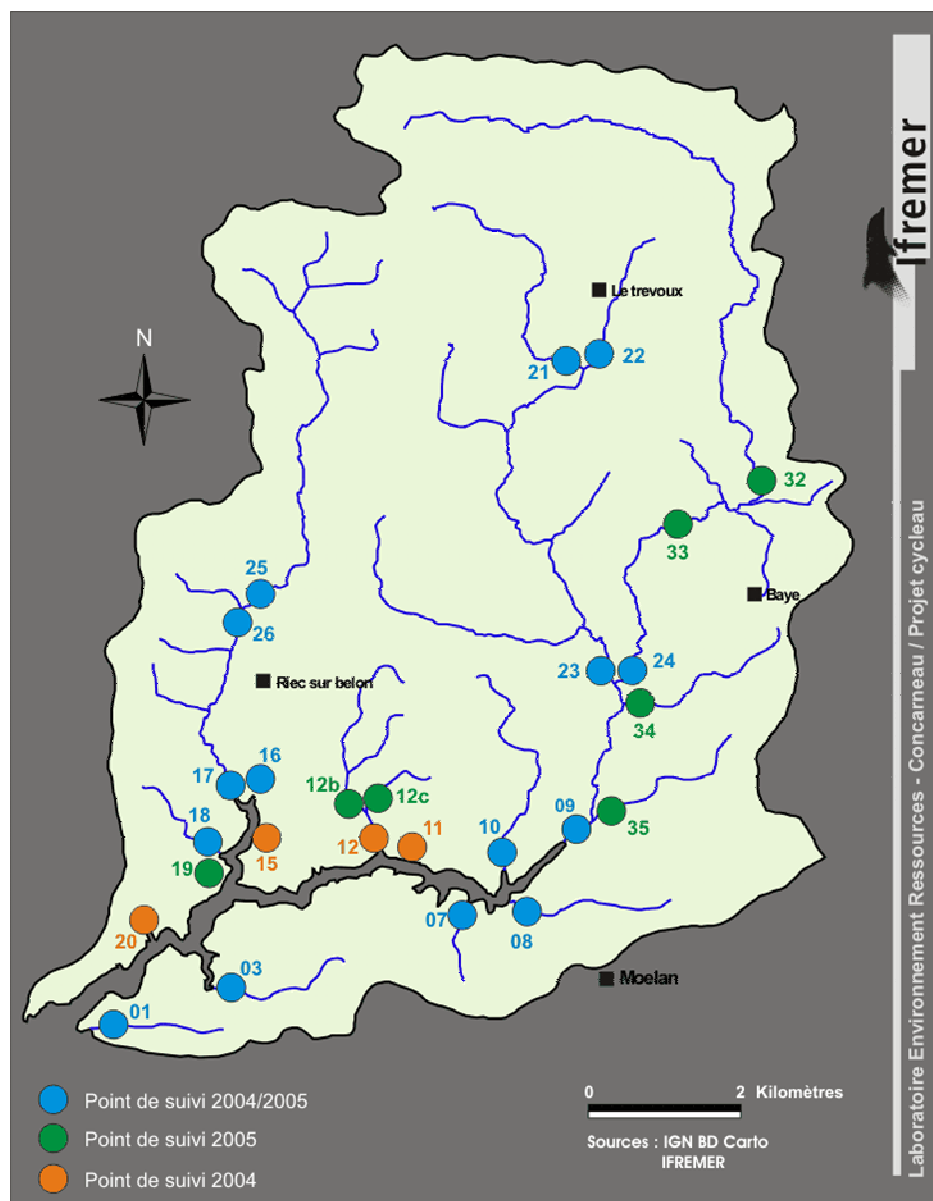 Ifremer
N
Le trevoux
22
21
32
33
Baye
25
26
23
24
Riec sur belon
34
16
17
12b
12c
09
35
18
10
11
12
15
19
07
08
20
03
Moelan
01
Point de suivi 2004/2005
Point de suivi 2005
Point de suivi 2004
0 2 Kilomètres
Sources : IGN BD Carto
IFREMER
Laboratoire Environnement Ressources - Concarneau / Projet cycleau